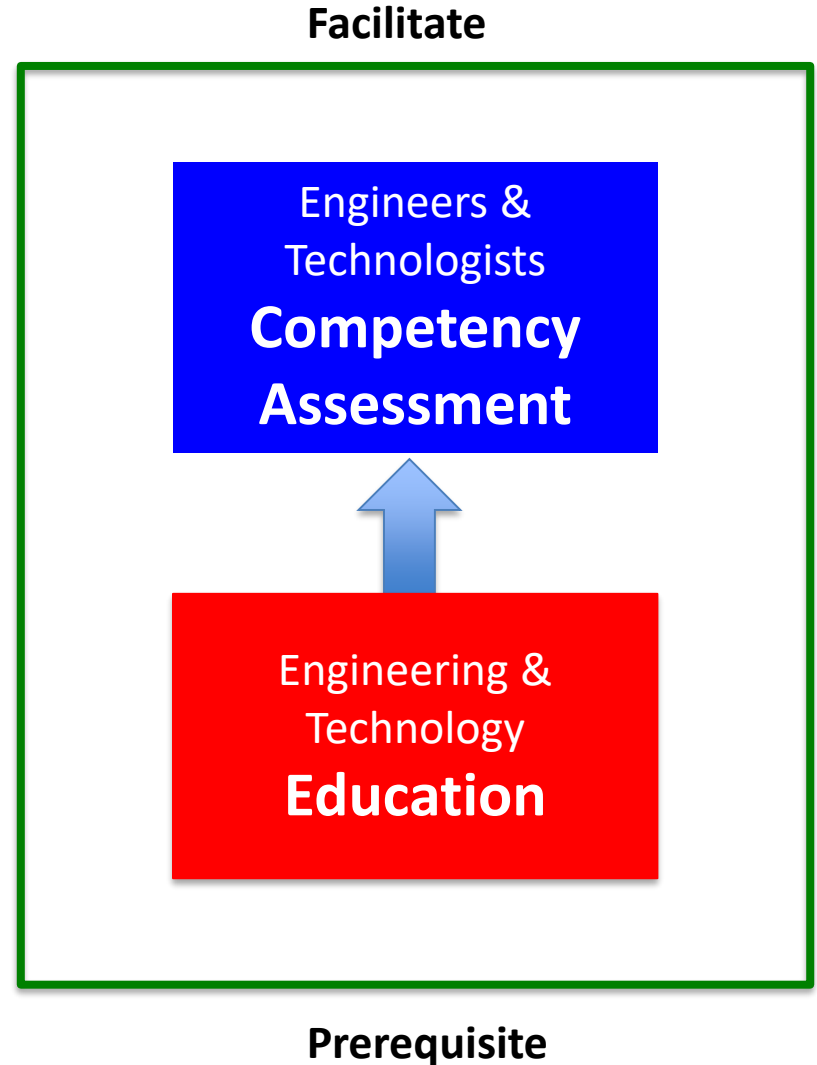 Facilitate
Engineers &
Technologists
Competency
Assessment
Engineering &
Technology
Education
Prerequisite